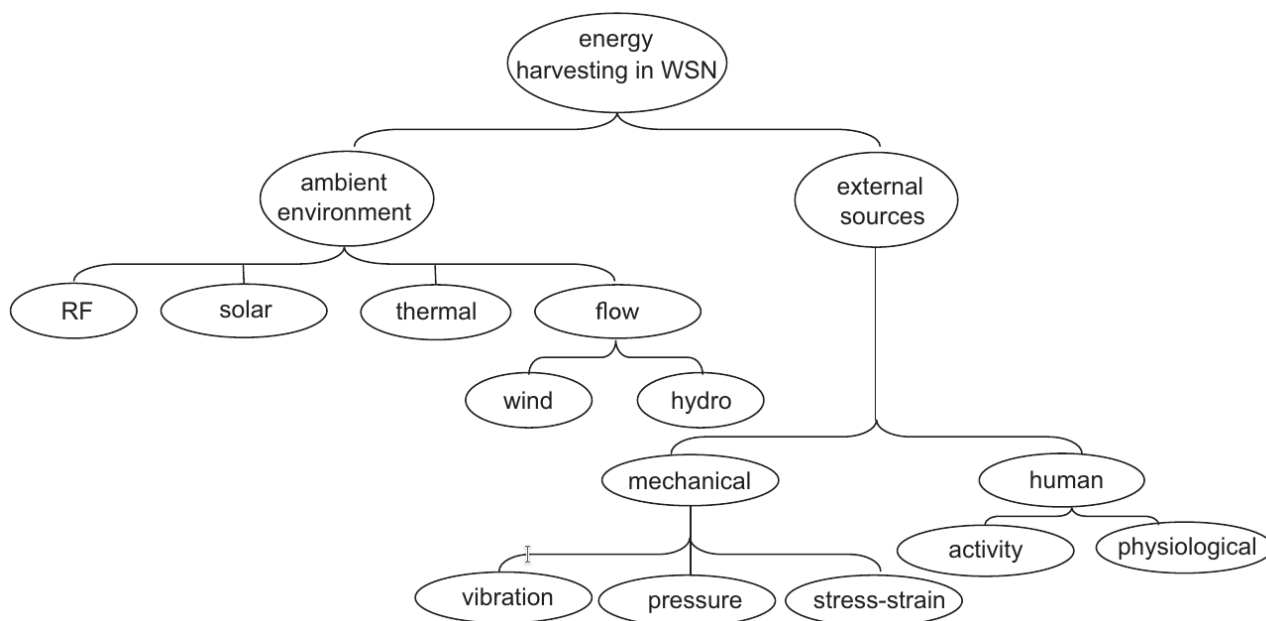 energy
harvesting in WSN
ambient
environment
external
sources
RF
solar
thermal
flow
wind
hydro
mechanical
human
activity
physiological
vibration
pressure
stress-strain